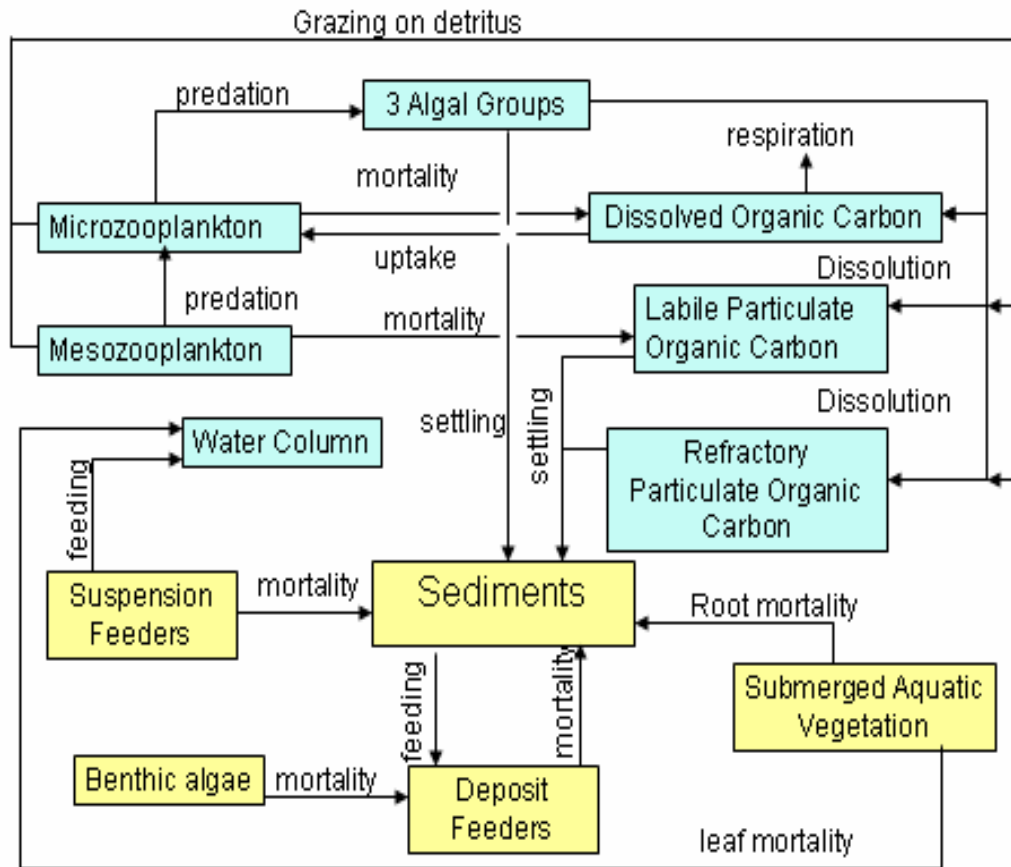 Grazing on detritus
predation
3 Algal Groups
respiration
mortality
Microzooplankton
Dissolved Organic Carbon
uptake
Dissolution
predation
mortality
Labile Particulate
Organic Carbon
Mesozooplankton
Dissolution
settling
settling
Water Column
Refractory
Particulate Organic
Carbon
feeding
Suspension
Feeders
mortality
Sediments
Root mortality
Submerged Aquatic
Vegetation
feeding
mortality
Benthic algae
mortality
Deposit
Feeders
leaf mortality